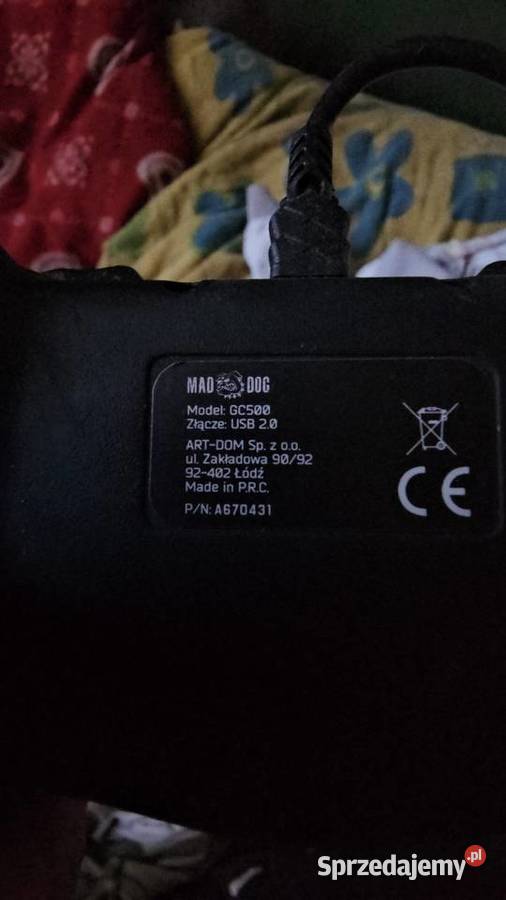 MAD DOG
Model: GC500
Złącze: USB 2.0
ART-DOM Sp. z o.o.
ul. Zakładowa 90/92
92-402 Łódź
Made in P.R.C.
P/N: A670431
CE
Sprzedajemy.pl